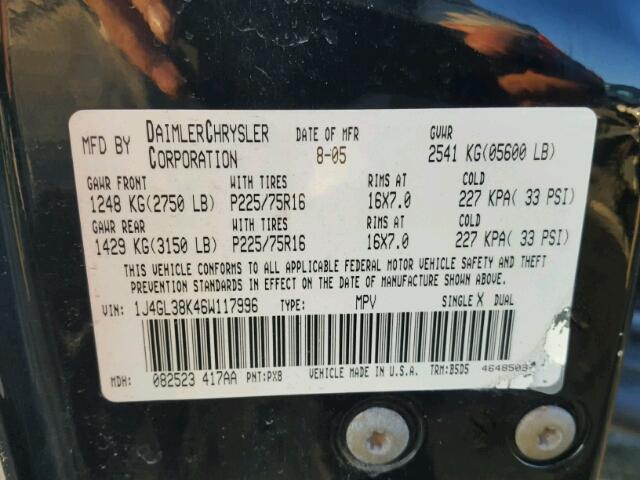 MFD BY DAIMLERCHRYSLER CORPORATION DATE OF MFR 8-05 GVWR 2541 KG(05600 LB)
GAWR FRONT WITH TIRES RIMS AT COLD
1248 KG(2750 LB) P225/75R16 16X7.0 227 KPA( 33 PSI)
GAWR REAR WITH TIRES RIMS AT COLD
1429 KG(3150 LB) P225/75R16 16X7.0 227 KPA( 33 PSI)
THIS VEHICLE CONFORMS TO ALL APPLICABLE FEDERAL MOTOR VEHICLE SAFETY AND THEFT
PREVENTION STANDARDS IN EFFECT ON THE DATE OF MANUFACTURE SHOWN ABOVE.
VIN: 1J4GL38K46W117996 TYPE: MPV SINGLE X DUAL
MDH: 082523 417AA PNT:PX8 VEHICLE MADE IN U.S.A. TRM:B5D5 4648503